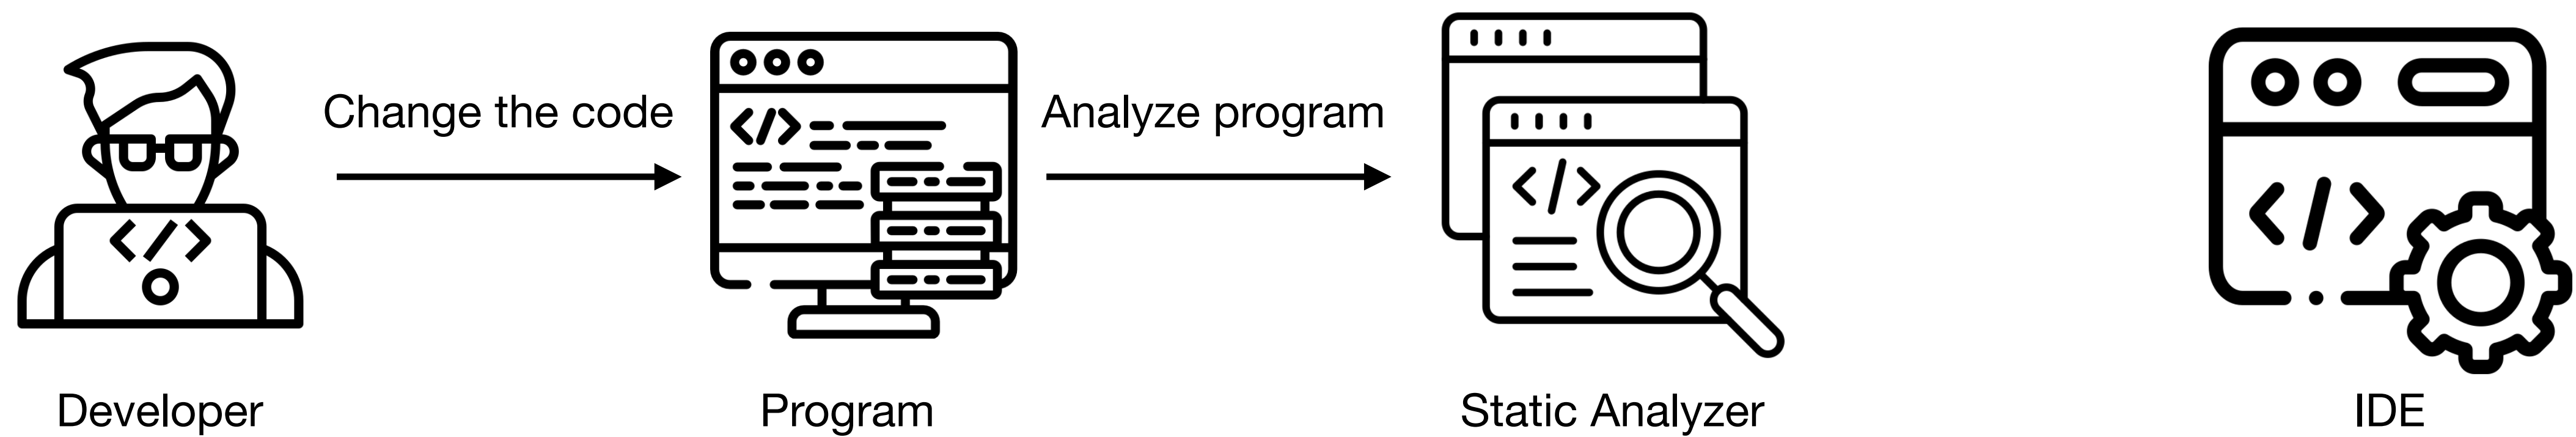 Change the code
Analyze program
Developer
Program
Static Analyzer
IDE